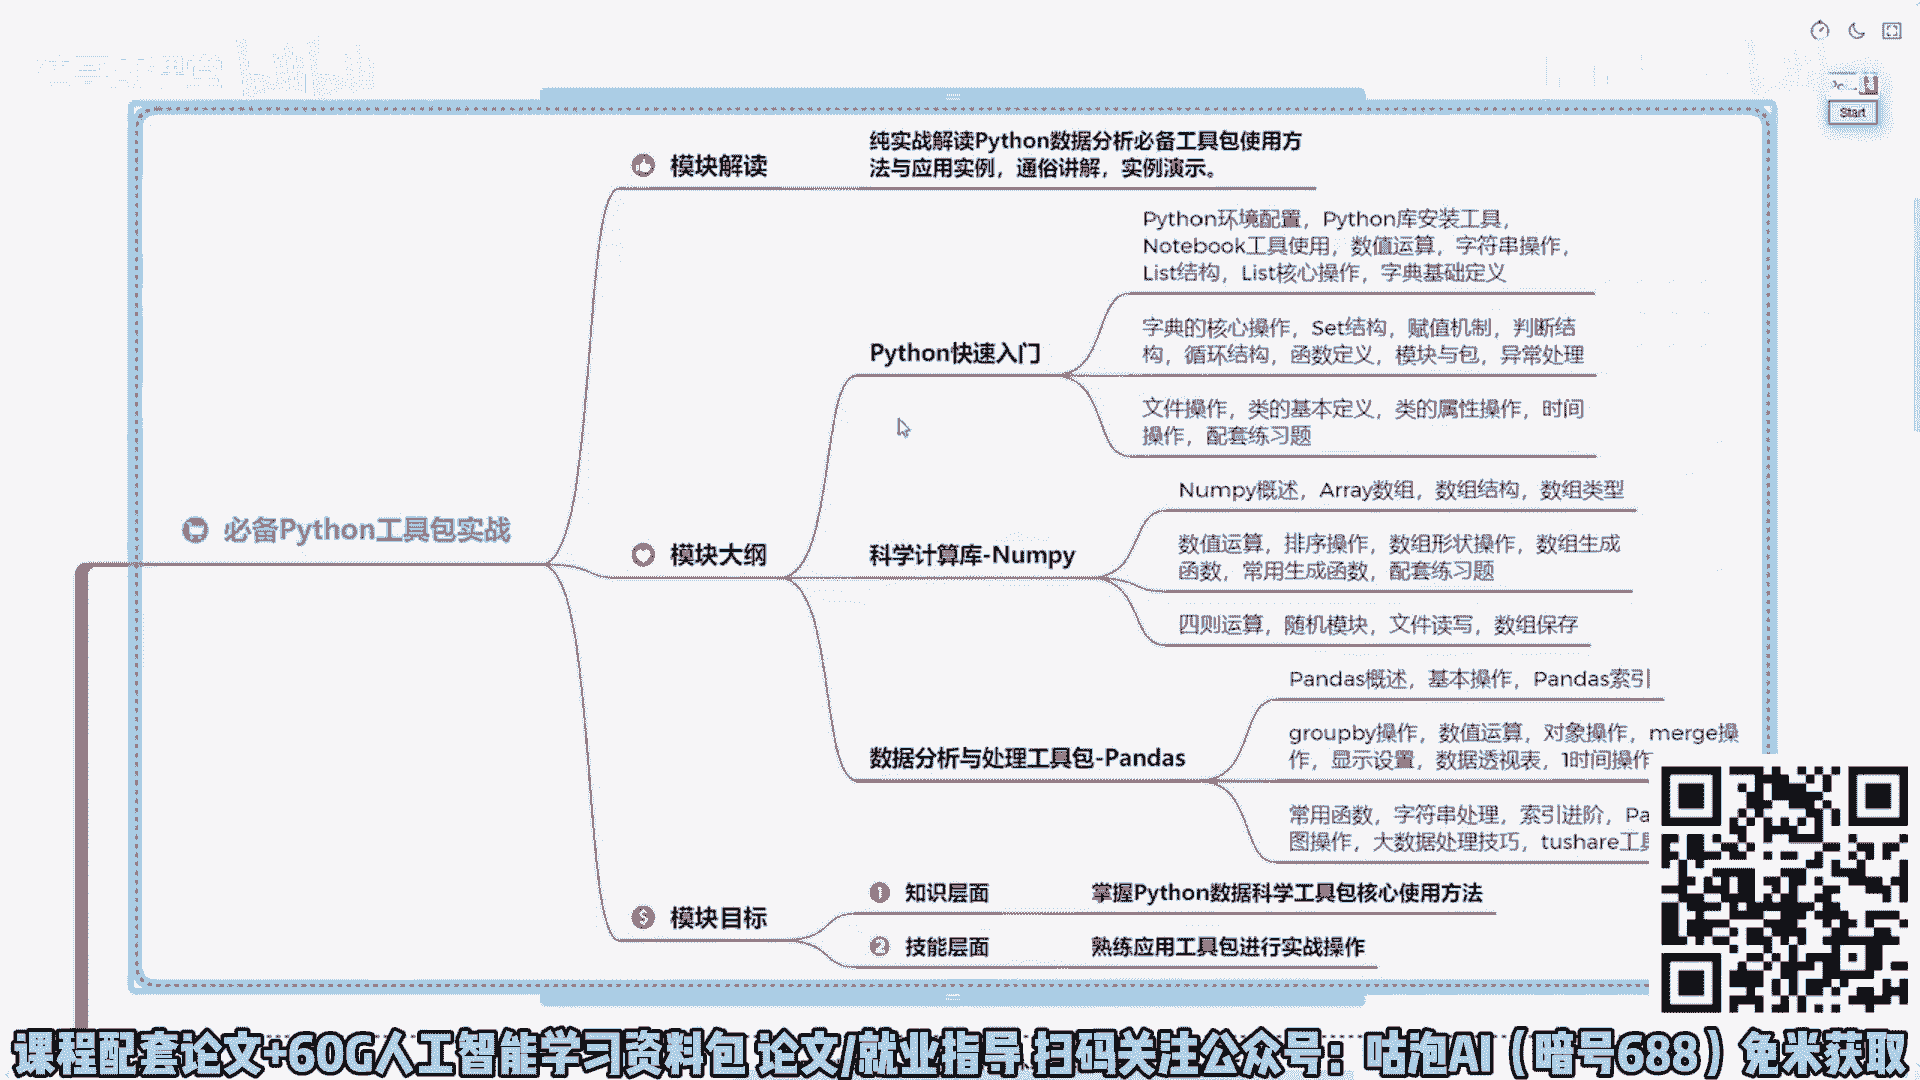 Start
模块解读
纯实战解读Python数据分析必备工具包使用方
法与应用实例，通俗讲解，实例演示。
Python环境配置，Python库安装工具，
Notebook工具使用，数值运算，字符串操作，
List结构，List核心操作，字典基础定义
Python快速入门
字典的核心操作，Set结构，赋值机制，判断结
构，循环结构，函数定义，模块与包，异常处理
文件操作，类的基本定义，类的属性操作，时间
操作，配套练习题
必备Python工具包实战
模块大纲
科学计算库-Numpy
Numpy概述，Array数组，数组结构，数组类型
数值运算，排序操作，数组形状操作，数组生成
函数，常用生成函数，配套练习题
四则运算，随机模块，文件读写，数组保存
数据分析与处理工具包-Pandas
Pandas概述，基本操作，Pandas索引
groupby操作，数值运算，对象操作，merge操
作，显示设置，数据透视表，1时间操作
常用函数，字符串处理，索引进阶，Pa
图操作，大数据处理技巧，tushare工
模块目标
1 知识层面 掌握Python数据科学工具包核心使用方法
2 技能层面 熟练应用工具包进行实战操作
课程配套论文+60G人工智能学习资料包 论文/就业指导 扫码关注公众号：咕泡AI（暗号688）免米获取